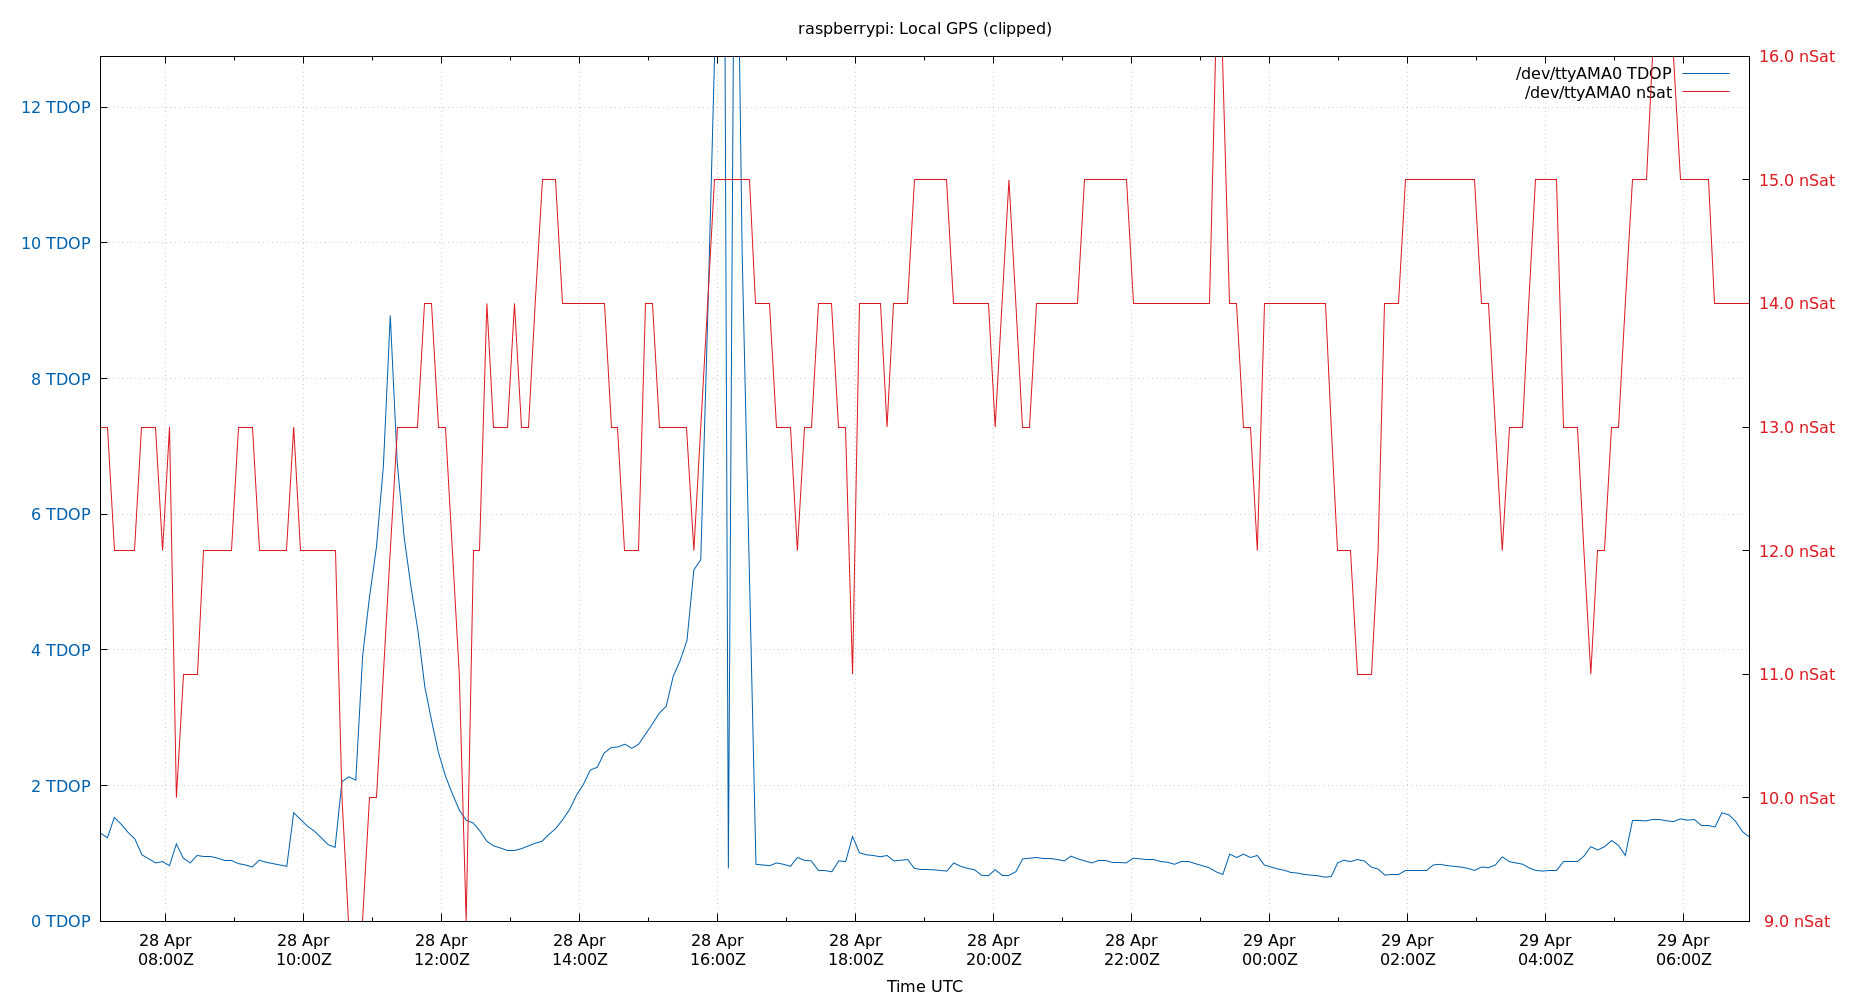 raspberrypi: Local GPS (clipped)
/dev/ttyAMA0 TDOP
/dev/ttyAMA0 nSat
12 TDOP
10 TDOP
8 TDOP
6 TDOP
4 TDOP
2 TDOP
0 TDOP
16.0 nSat
15.0 nSat
14.0 nSat
13.0 nSat
12.0 nSat
11.0 nSat
10.0 nSat
9.0 nSat
28 Apr
08:00Z
28 Apr
10:00Z
28 Apr
12:00Z
28 Apr
14:00Z
28 Apr
16:00Z
28 Apr
18:00Z
28 Apr
20:00Z
28 Apr
22:00Z
29 Apr
00:00Z
29 Apr
02:00Z
29 Apr
04:00Z
29 Apr
06:00Z
Time UTC